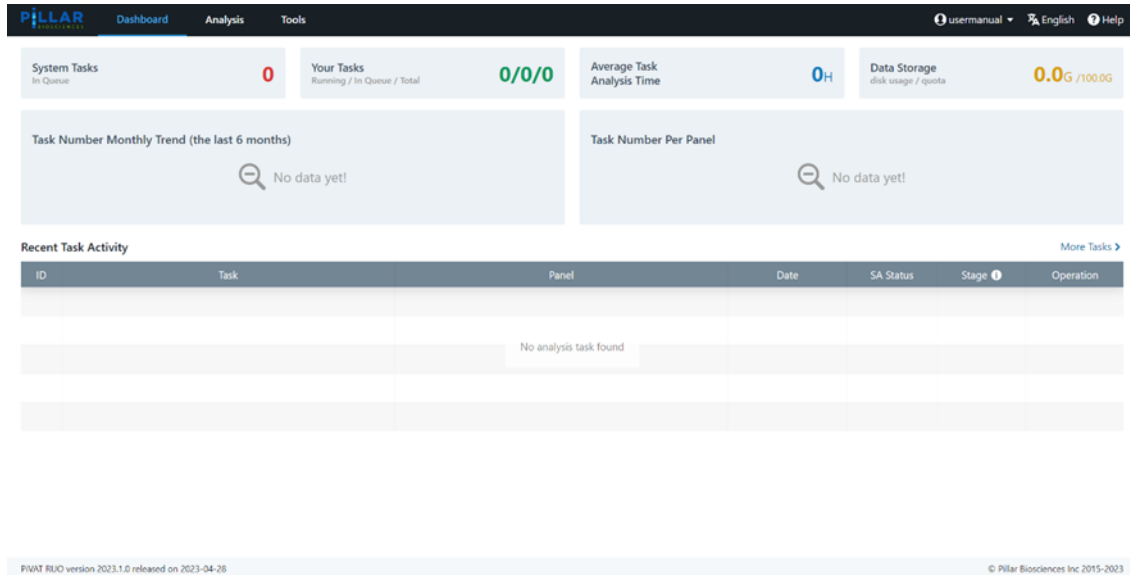 PiLLAR Dashboard Analysis Tools usermanual English Help
BIOSCIENCES
System Tasks
In Queue
0
Your Tasks
Running / In Queue / Total
0/0/0
Average Task
Analysis Time
0H
Data Storage
disk usage / quota
0.0G /100.0G
Task Number Monthly Trend (the last 6 months)
No data yet!
Task Number Per Panel
No data yet!
Recent Task Activity More Tasks
ID Task Panel Date SA Status Stage Operation
No analysis task found
PiVAT RUO version 2023.1.0 released on 2023-04-28 © Pillar Biosciences Inc 2015-2023